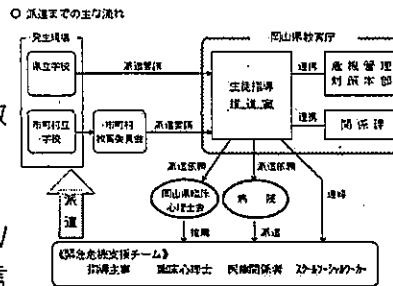 ○ 派遣までの主な流れ
発生現場
岡山県教育庁
県立学校
派遣要請
生徒指導
推進室
連携
危機管理
対策本部
市町村立
学校
市町村
教育委員会
派遣要請
連携
関係課
派遣依頼
派遣依頼
連絡
岡山県臨床
心理士会
病院
派遣
推薦
派遣
《緊急危機支援チーム》
指導主事 臨床心理士 医療関係者 スクールソーシャルワーカー